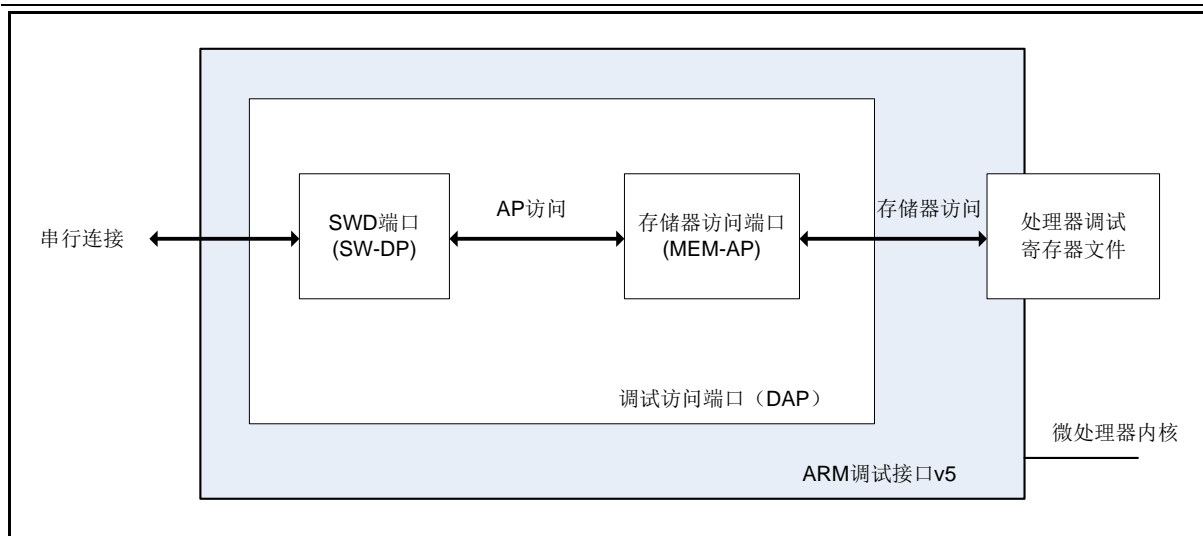 串行连接
SWD端口
(SW-DP)
AP访问
存储器访问端口
(MEM-AP)
存储器访问
处理器调试
寄存器文件
调试访问端口（DAP）
微处理器内核
ARM调试接口v5